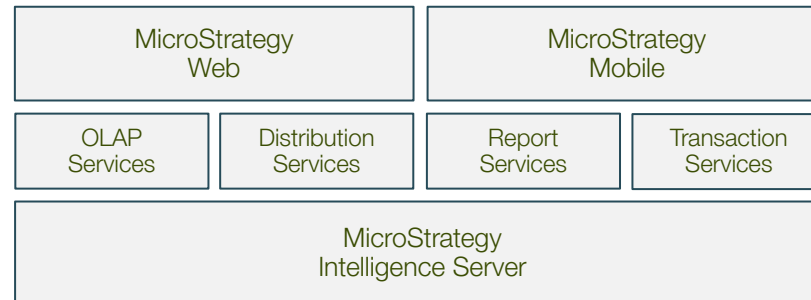 MicroStrategy
Web
MicroStrategy
Mobile
OLAP
Services
Distribution
Services
Report
Services
Transaction
Services
MicroStrategy
Intelligence Server